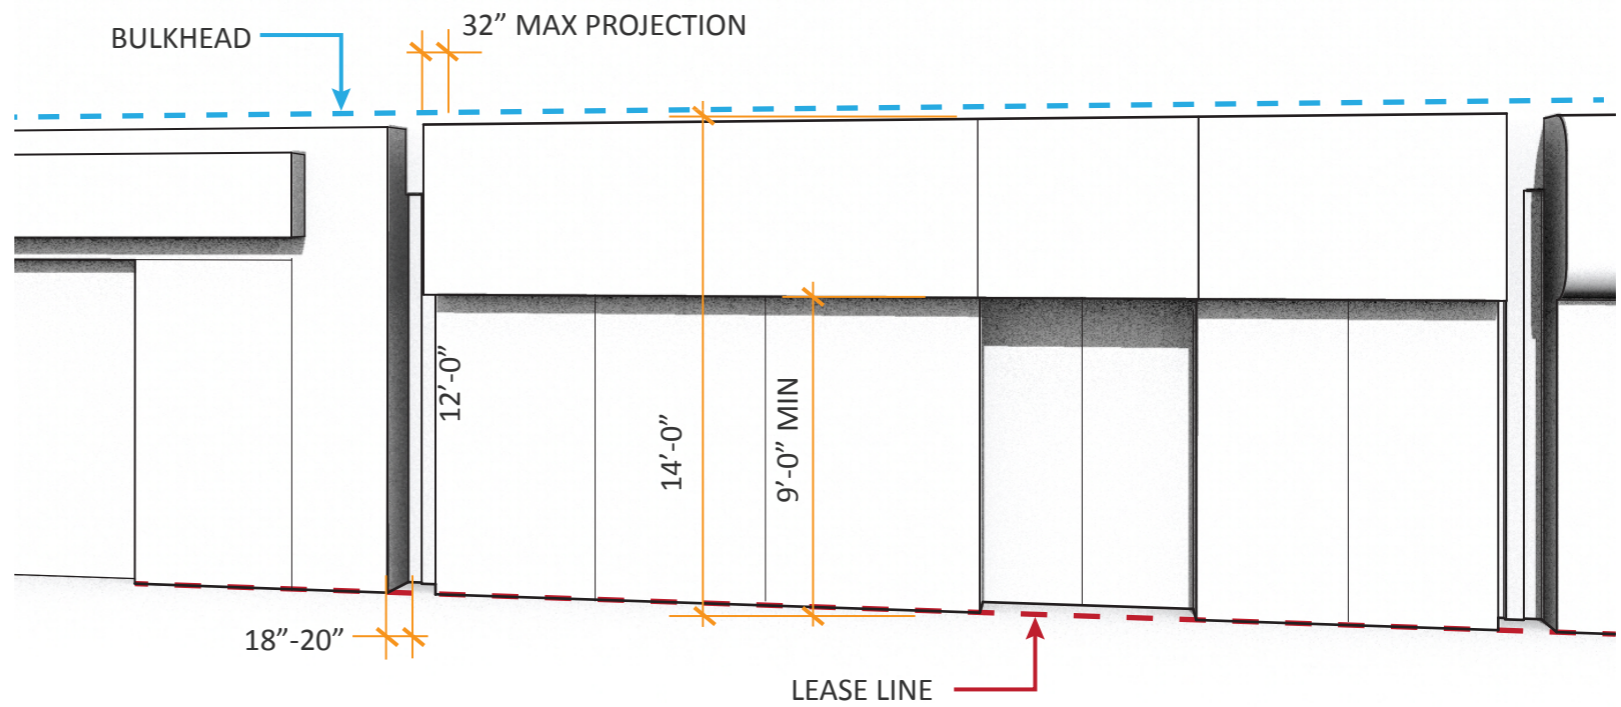 32” MAX PROJECTION
BULKHEAD
12’-0”
14’-0”
9’-0” MIN
18”-20”
LEASE LINE